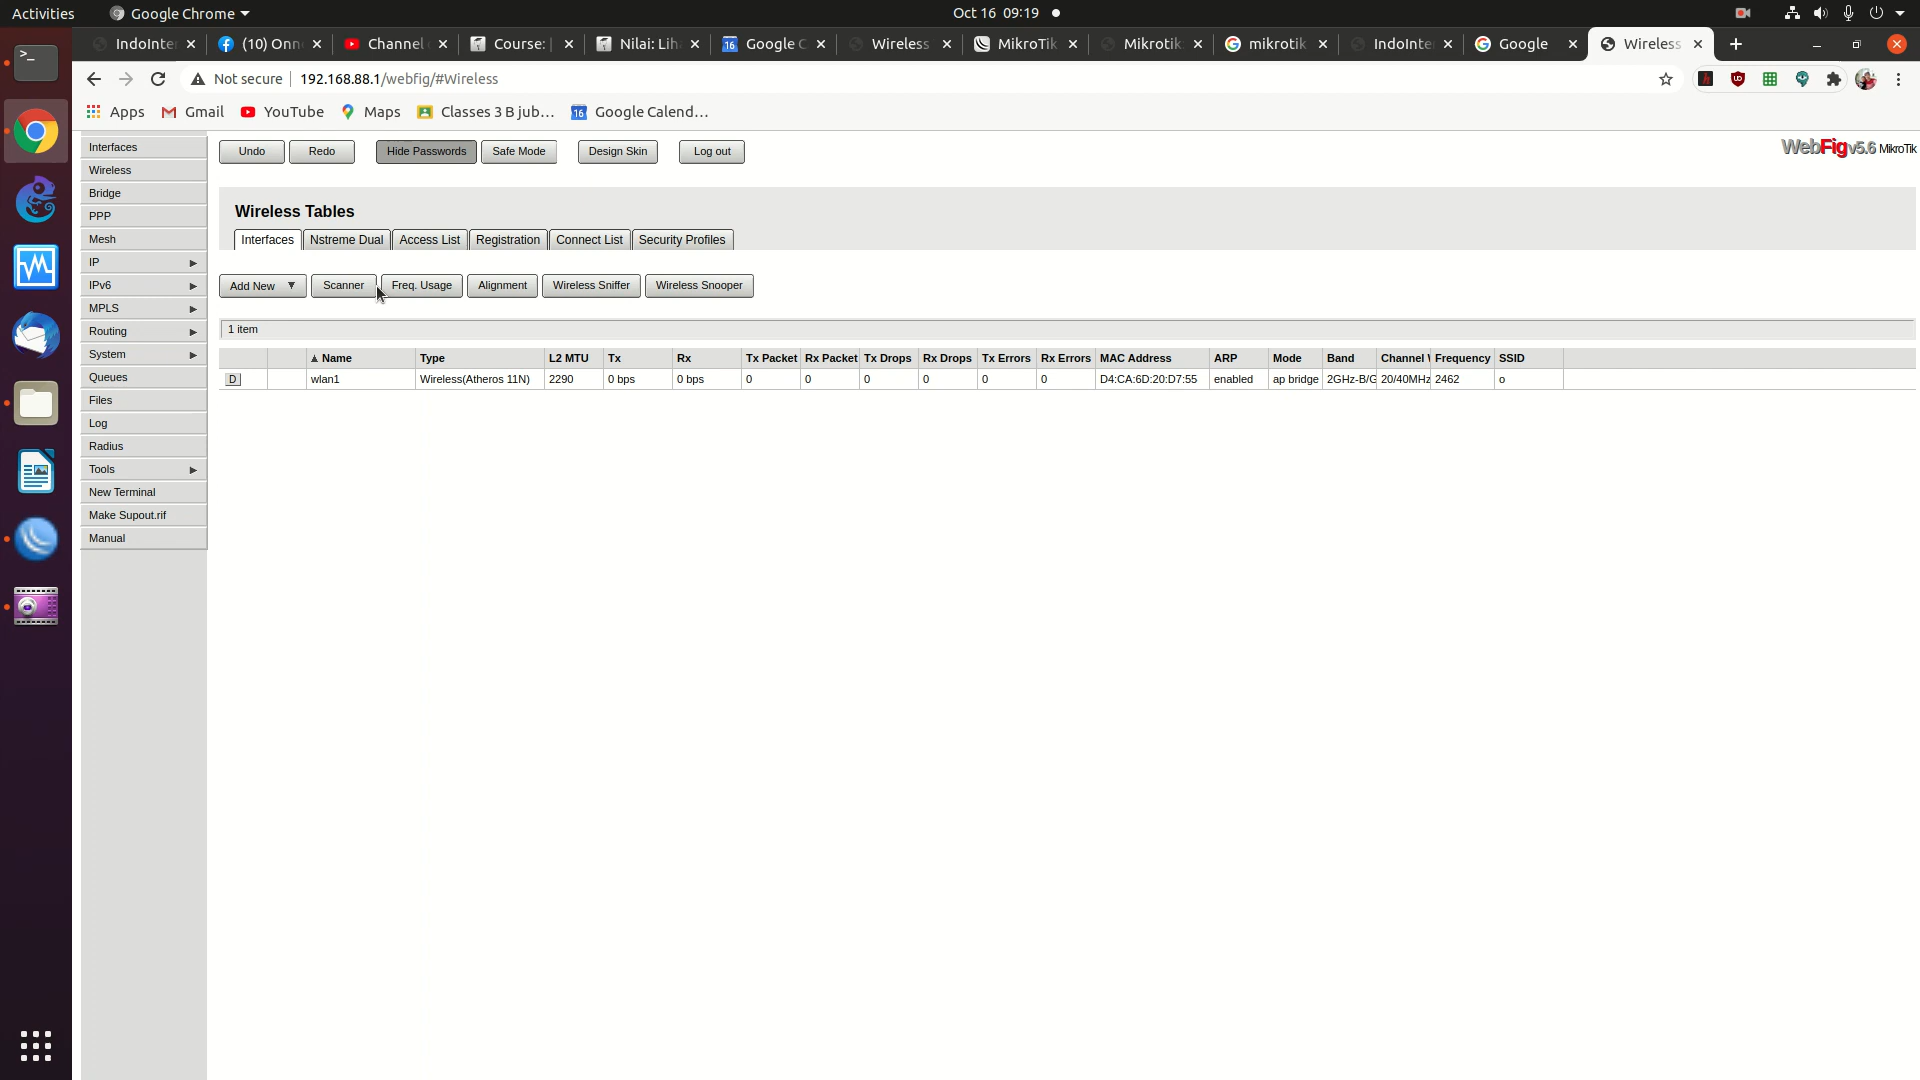 Activities Google Chrome Oct 16 09:19
IndoInte (10) Onn Channel Course: | Nilai: Lih Google C Wireless MikroTik Mikrotik mikrotik IndoInte Google Wireless
Not secure 192.168.88.1/webfig/#Wireless
Apps Gmail YouTube Maps Classes 3 B jub... Google Calend...
Interfaces
Wireless
Bridge
PPP
Mesh
IP
IPv6
MPLS
Routing
System
Queues
Files
Log
Radius
Tools
New Terminal
Make Supout.rif
Manual
Undo Redo Hide Passwords Safe Mode Design Skin Log out
WebFig v5.6 MikroTik
Wireless Tables
Interfaces Nstreme Dual Access List Registration Connect List Security Profiles
Add New Scanner Freq. Usage Alignment Wireless Sniffer Wireless Snooper
1 item
Name Type L2 MTU Tx Rx Tx Packet Rx Packet Tx Drops Rx Drops Tx Errors Rx Errors MAC Address ARP Mode Band Channel Frequency SSID
D wlan1 Wireless(Atheros 11N) 2290 0 bps 0 bps 0 0 0 0 0 0 D4:CA:6D:20:D7:55 enabled ap bridge 2GHz-B/G 20/40MHz 2462 o